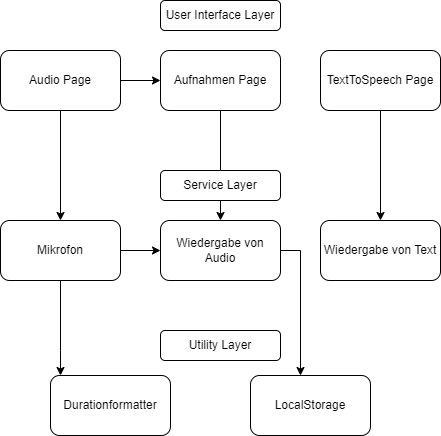 User Interface Layer
Audio Page
Aufnahmen Page
TextToSpeech Page
Service Layer
Mikrofon
Wiedergabe von
Audio
Wiedergabe von Text
Utility Layer
Durationformatter
LocalStorage